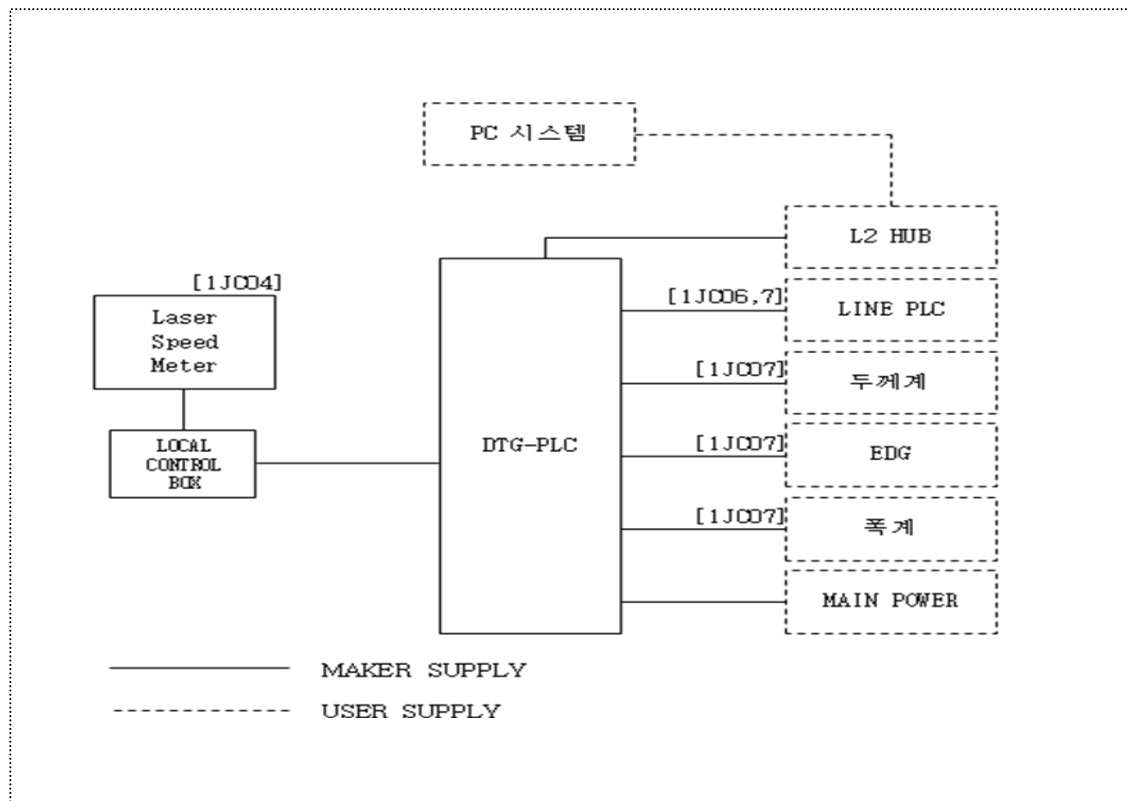 PC 시스템
L2 HUB
[1JC04]
Laser
Speed
Meter
[1JC06,7]
LINE PLC
[1JC07]
두께계
LOCAL
CONTROL
BOX
DTG-PLC
[1JC07]
EDG
[1JC07]
폭계
MAIN POWER
MAKER SUPPLY
USER SUPPLY